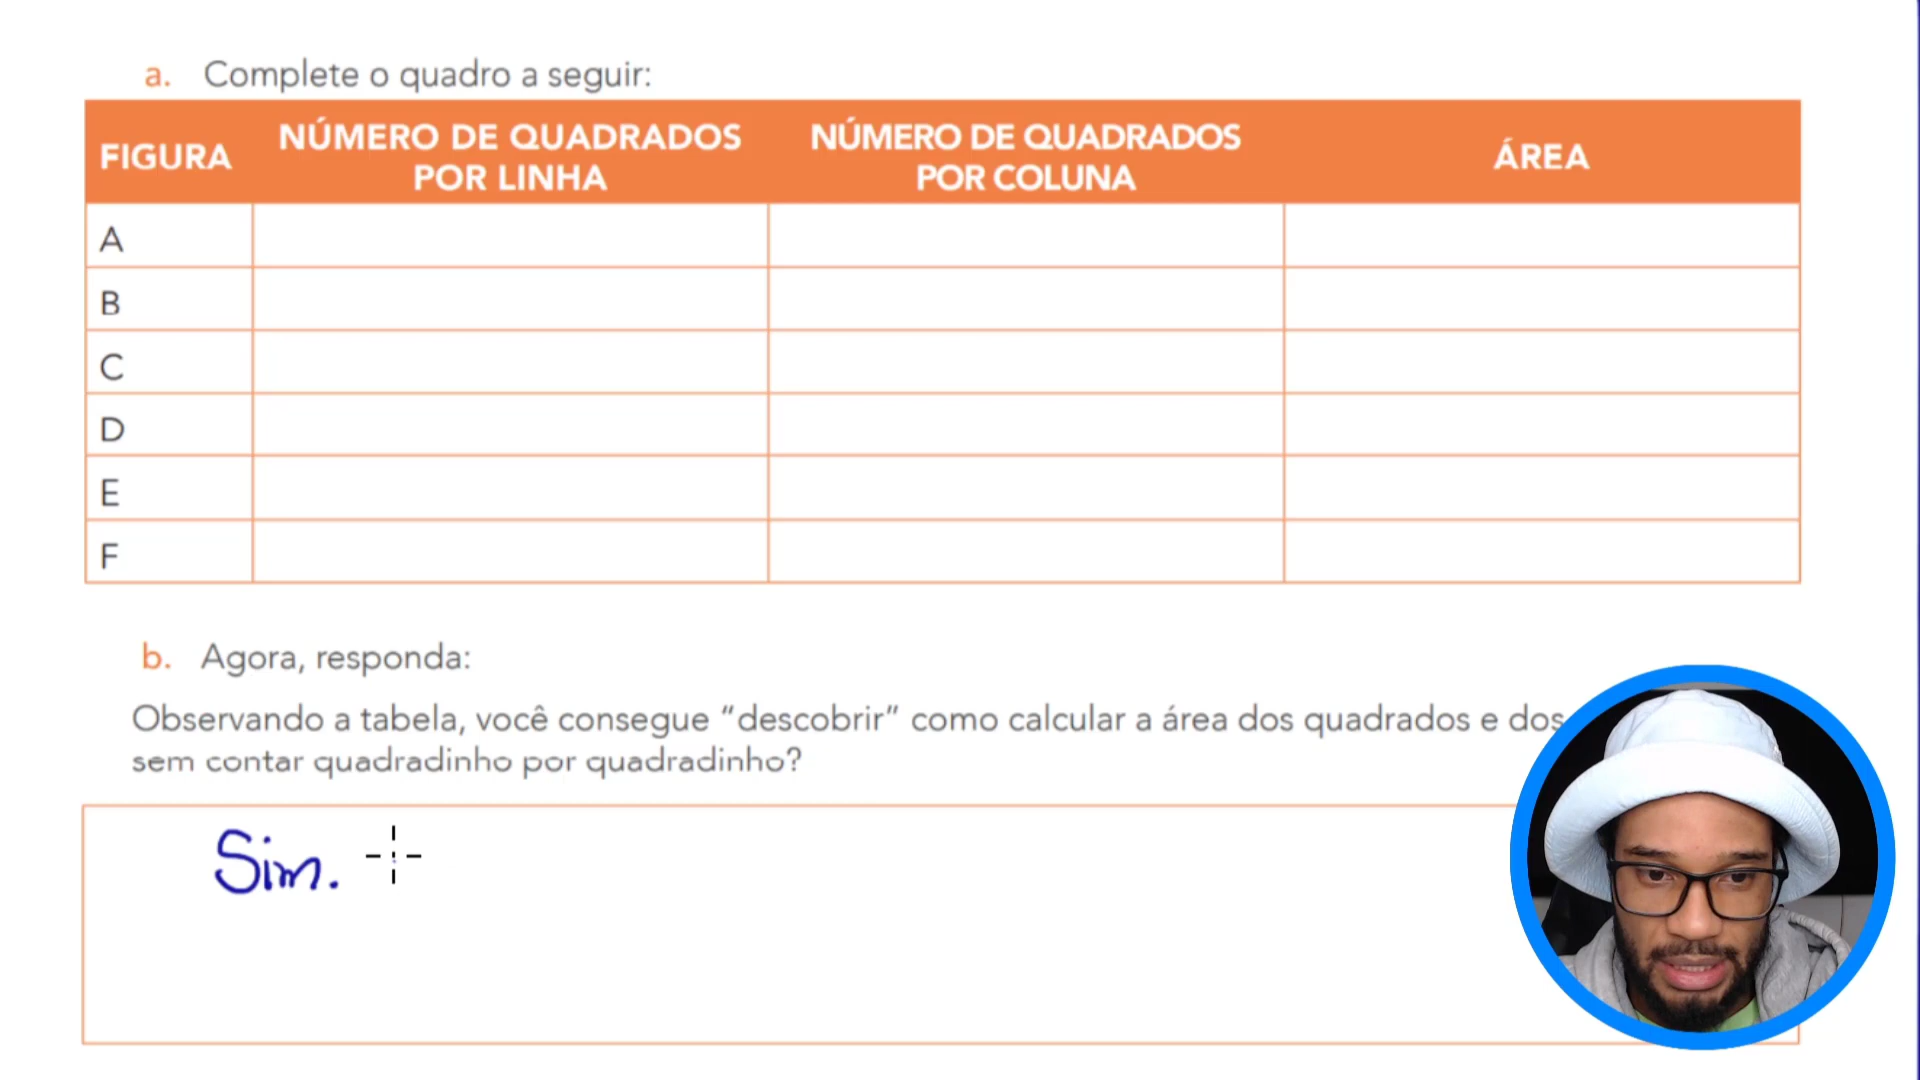 a. Complete o quadro a seguir:
FIGURA
NÚMERO DE QUADRADOS
POR LINHA
NÚMERO DE QUADRADOS
POR COLUNA
ÁREA
A
B
C
D
E
F
b. Agora, responda:
Observando a tabela, você consegue “descobrir” como calcular a área dos quadrados e dos
sem contar quadradinho por quadradinho?
Sim.